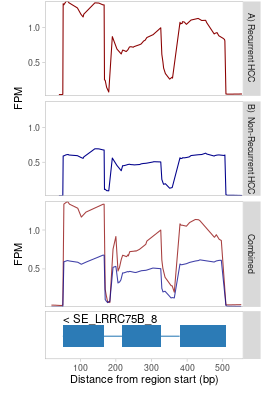 A) Recurrent HCC
1.0
0.5
FPM
B) Non-Recurrent HCC
1.0
0.5
Combined
1.0
0.5
FPM
< SE_LRRC75B_8
0 100 200 300 400 500
Distance from region start (bp)